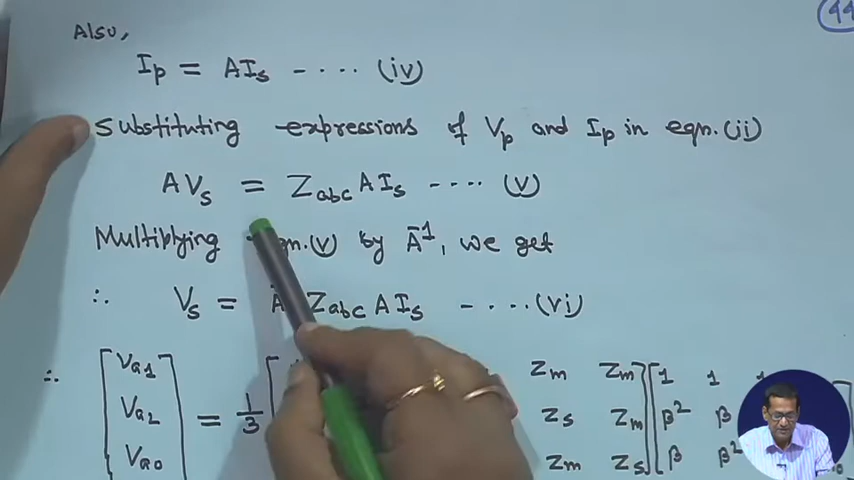 44
Also,
Ip = AIs - .... (iv)
Substituting expressions of Vp and Ip in eqn.(ii)
AVs = Zabc AIs - .... (v)
Multiplying (v) by A⁻¹, we get
∴ Vs = Zabc AIs - .... (vi)
∴ [Va1 Zm Zm] [1 1
Va2 = 1/3 Zs Zm β² β
Va0] Zm Zs] β β²